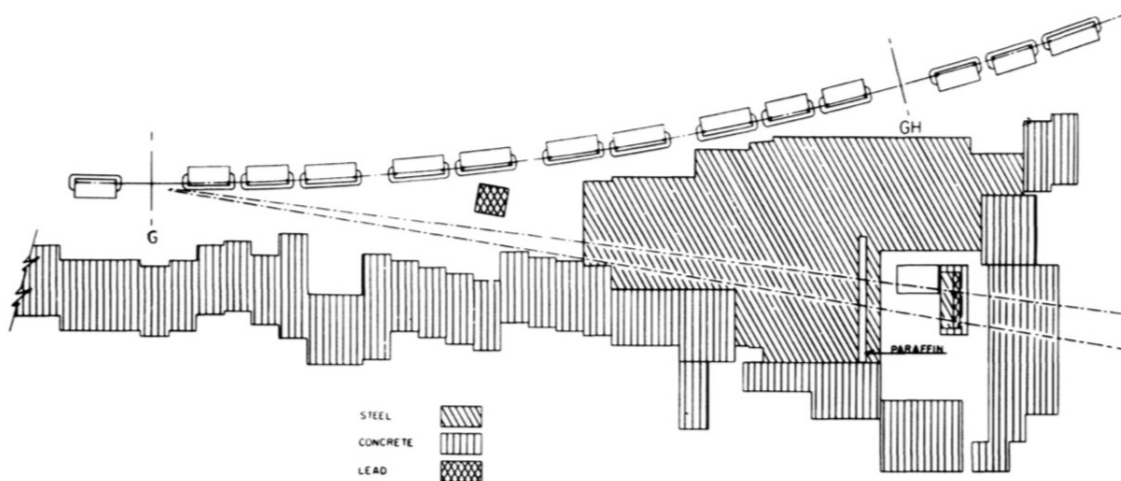 GH
G
PARAFFIN
STEEL
CONCRETE
LEAD